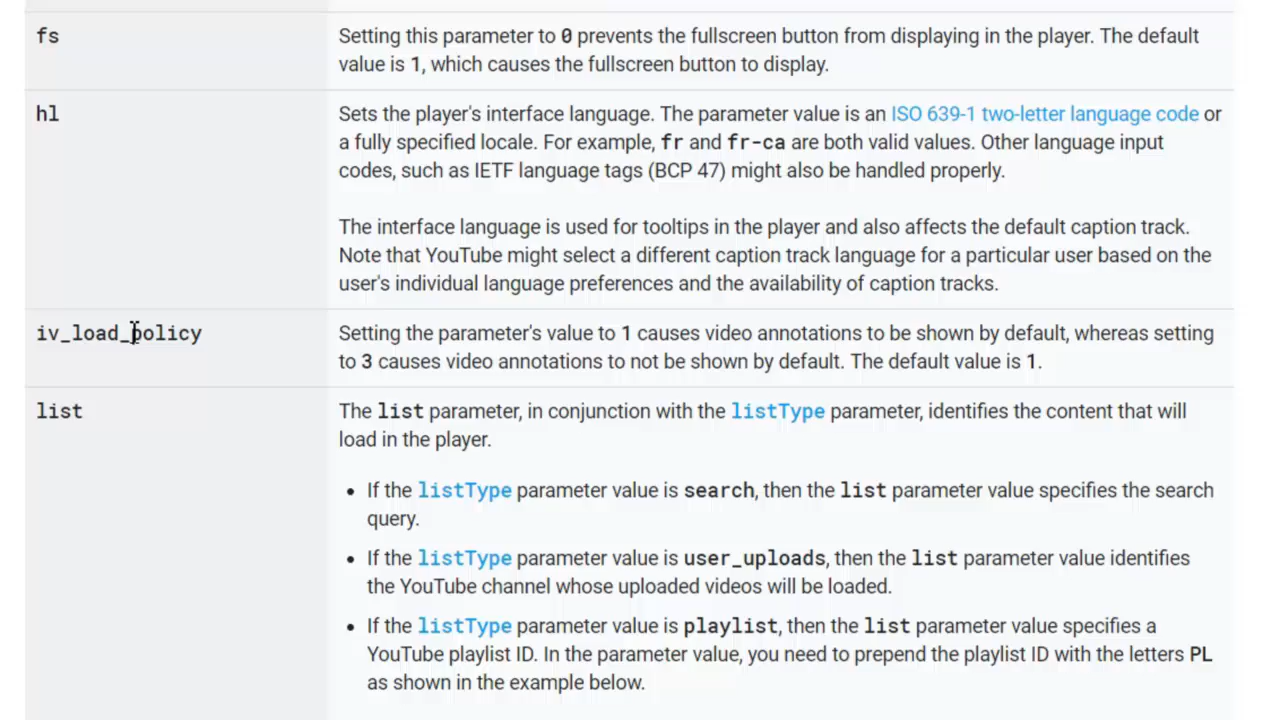 fs
Setting this parameter to 0 prevents the fullscreen button from displaying in the player. The default
value is 1, which causes the fullscreen button to display.
hl
Sets the player's interface language. The parameter value is an ISO 639-1 two-letter language code or
a fully specified locale. For example, fr and fr-ca are both valid values. Other language input
codes, such as IETF language tags (BCP 47) might also be handled properly.
The interface language is used for tooltips in the player and also affects the default caption track.
Note that YouTube might select a different caption track language for a particular user based on the
user's individual language preferences and the availability of caption tracks.
iv_load_policy
Setting the parameter's value to 1 causes video annotations to be shown by default, whereas setting
to 3 causes video annotations to not be shown by default. The default value is 1.
list
The list parameter, in conjunction with the listType parameter, identifies the content that will
load in the player.
• If the listType parameter value is search, then the list parameter value specifies the search
query.
• If the listType parameter value is user_uploads, then the list parameter value identifies
the YouTube channel whose uploaded videos will be loaded.
• If the listType parameter value is playlist, then the list parameter value specifies a
YouTube playlist ID. In the parameter value, you need to prepend the playlist ID with the letters PL
as shown in the example below.